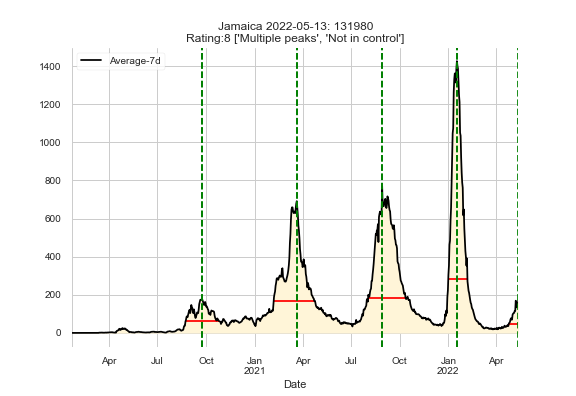 Jamaica 2022-05-13: 131980
Rating:8 ['Multiple peaks', 'Not in control']
Average-7d
1400
1200
1000
800
600
400
200
0
Apr
Jul
Oct
Jan
2021
Apr
Jul
Oct
Jan
2022
Apr
Date